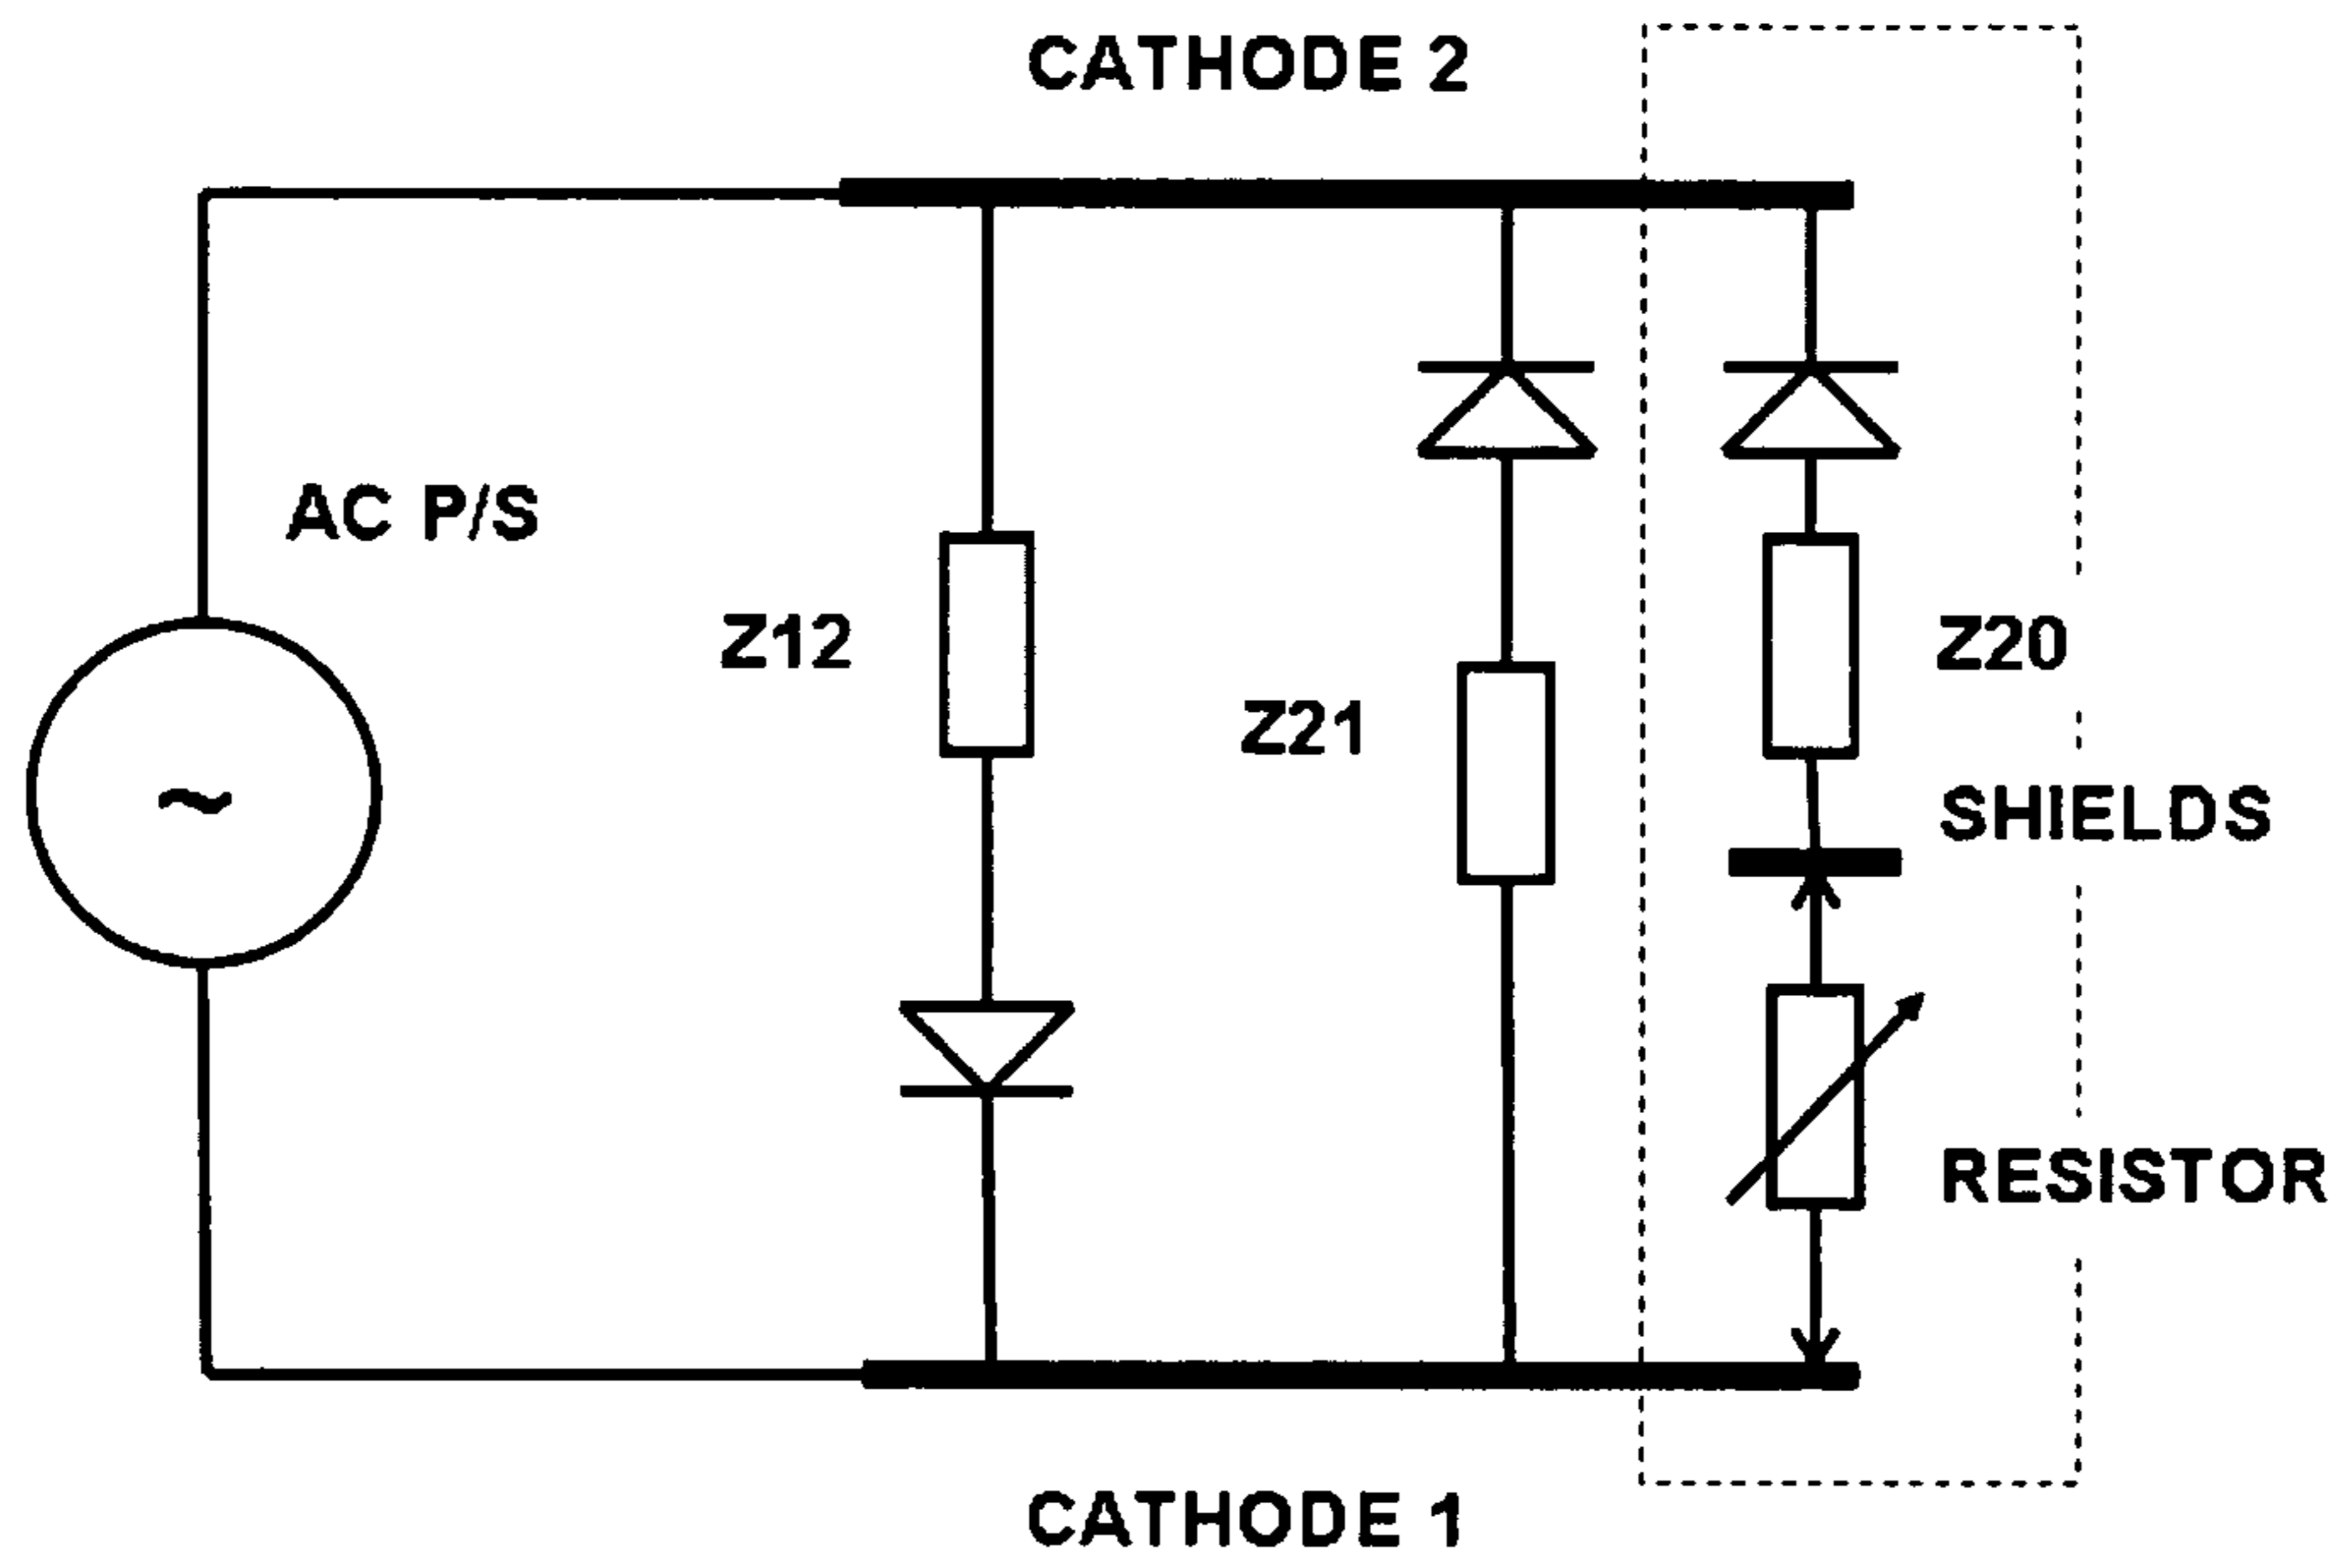 CATHODE 2
AC P/S
~
Z12
Z21
Z20
SHIELDS
RESISTOR
CATHODE 1